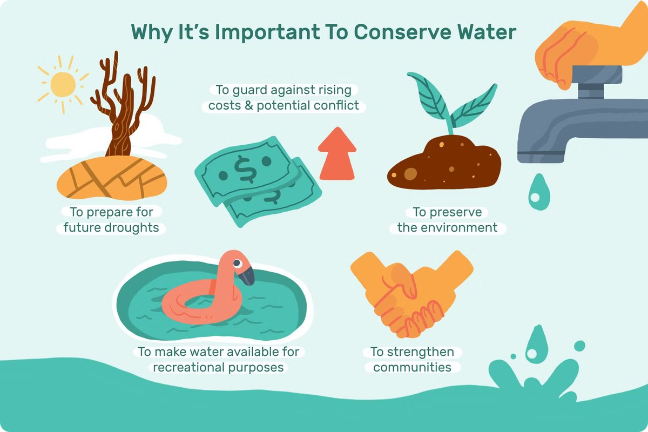 Why It's Important To Conserve Water
To guard against rising
costs & potential conflict
$
$
To prepare for
future droughts
To preserve
the environment
To make water available for
recreational purposes
To strengthen
communities